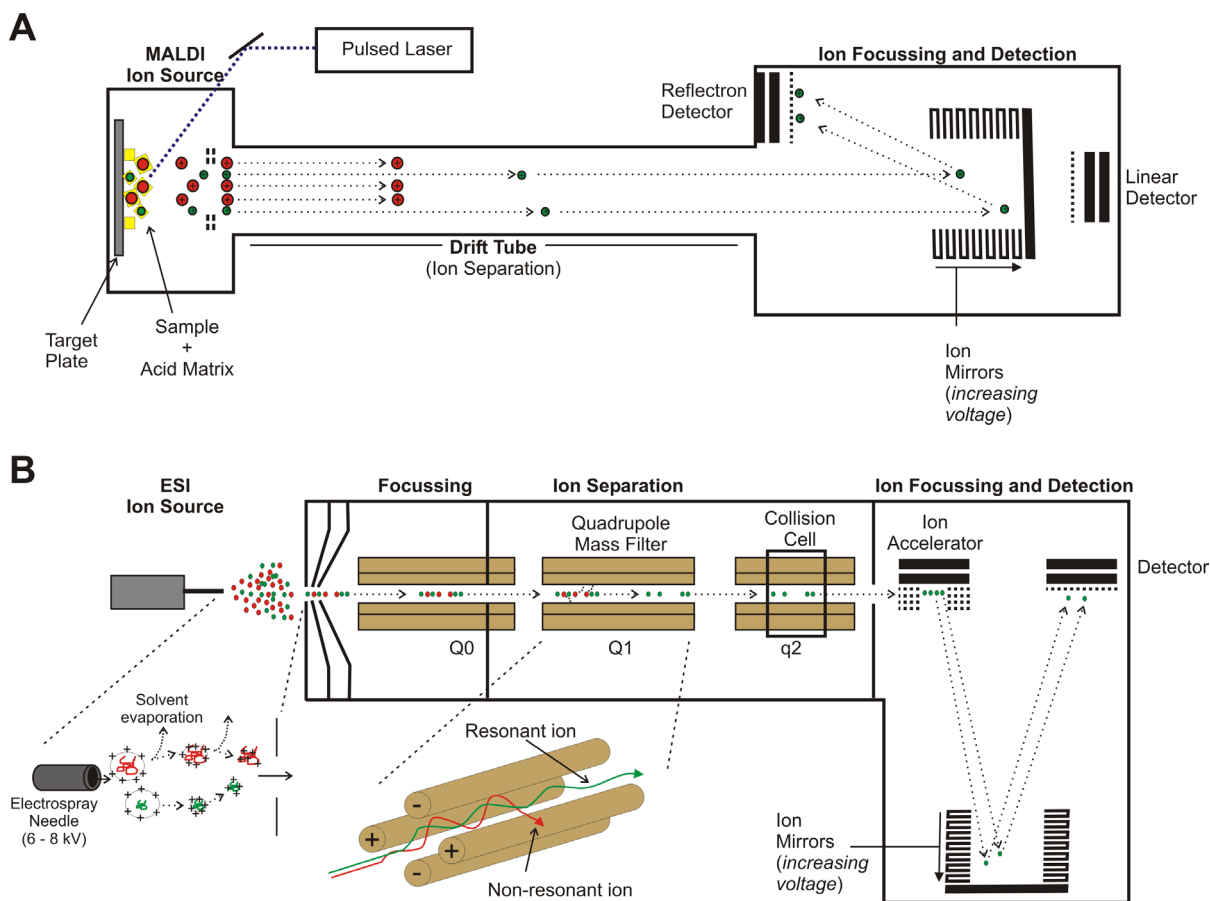 A
MALDI
Ion Source
Pulsed Laser
Ion Focussing and Detection
Reflectron
Detector
Linear
Detector
Drift Tube
(Ion Separation)
Target
Plate
Sample
+
Acid Matrix
Ion
Mirrors
(increasing
voltage)
B
ESI
Ion Source
Focussing
Ion Separation
Ion Focussing and Detection
Quadrupole
Mass Filter
Collision
Cell
Ion
Accelerator
Detector
Q0
Q1
q2
Solvent
evaporation
Electrospray
Needle
(6 - 8 kV)
Resonant ion
-
+
+
-
Non-resonant ion
Ion
Mirrors
(increasing
voltage)